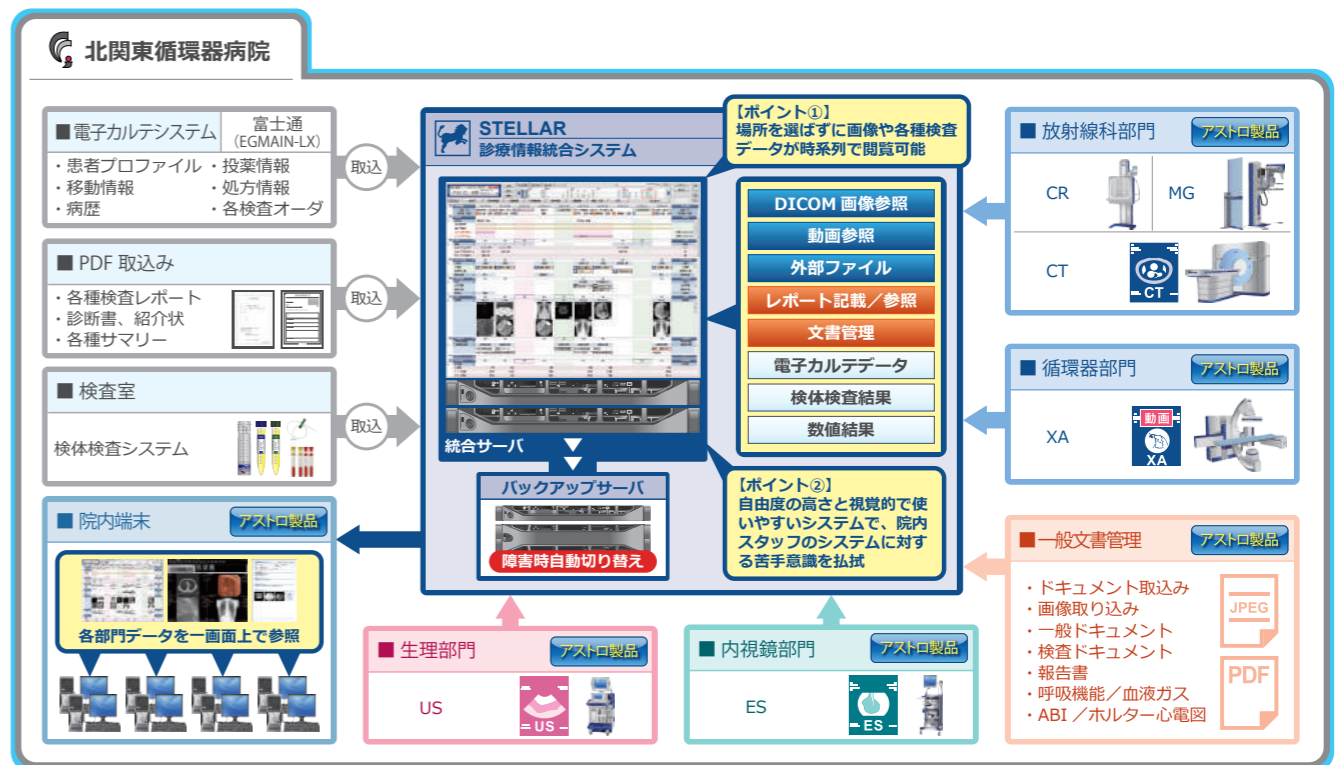 北関東循環器病院
■電子カルテシステム
富士通
(EGMAIN-LX)
・患者プロファイル ・投薬情報
・移動情報 ・処方情報
・病歴 ・各検査オーダ
取込
■ PDF 取込み
・各種検査レポート
・診断書、紹介状
・各種サマリー
取込
■ 検査室
検体検査システム
取込
■ 院内端末
アストロ製品
各部門データを一画面上で参照
STELLAR
診療情報統合システム
【ポイント①】
場所を選ばずに画像や各種検査
データが時系列で閲覧可能
DICOM 画像参照
動画参照
外部ファイル
レポート記載／参照
文書管理
電子カルテデータ
検体検査結果
数値結果
統合サーバ
バックアップサーバ
障害時自動切り替え
【ポイント②】
自由度の高さと視覚的で使
いやすいシステムで、院内
スタッフのシステムに対す
る苦手意識を払拭
■ 生理部門
アストロ製品
US
US
■ 内視鏡部門
アストロ製品
ES
ES
■ 放射線科部門
アストロ製品
CR
MG
CT
CT
■ 循環器部門
アストロ製品
XA
動画
XA
■一般文書管理
アストロ製品
・ドキュメント取込み
・画像取り込み
・一般ドキュメント
・検査ドキュメント
・報告書
・呼吸機能／血液ガス
・ABI ／ホルター心電図
JPEG
PDF